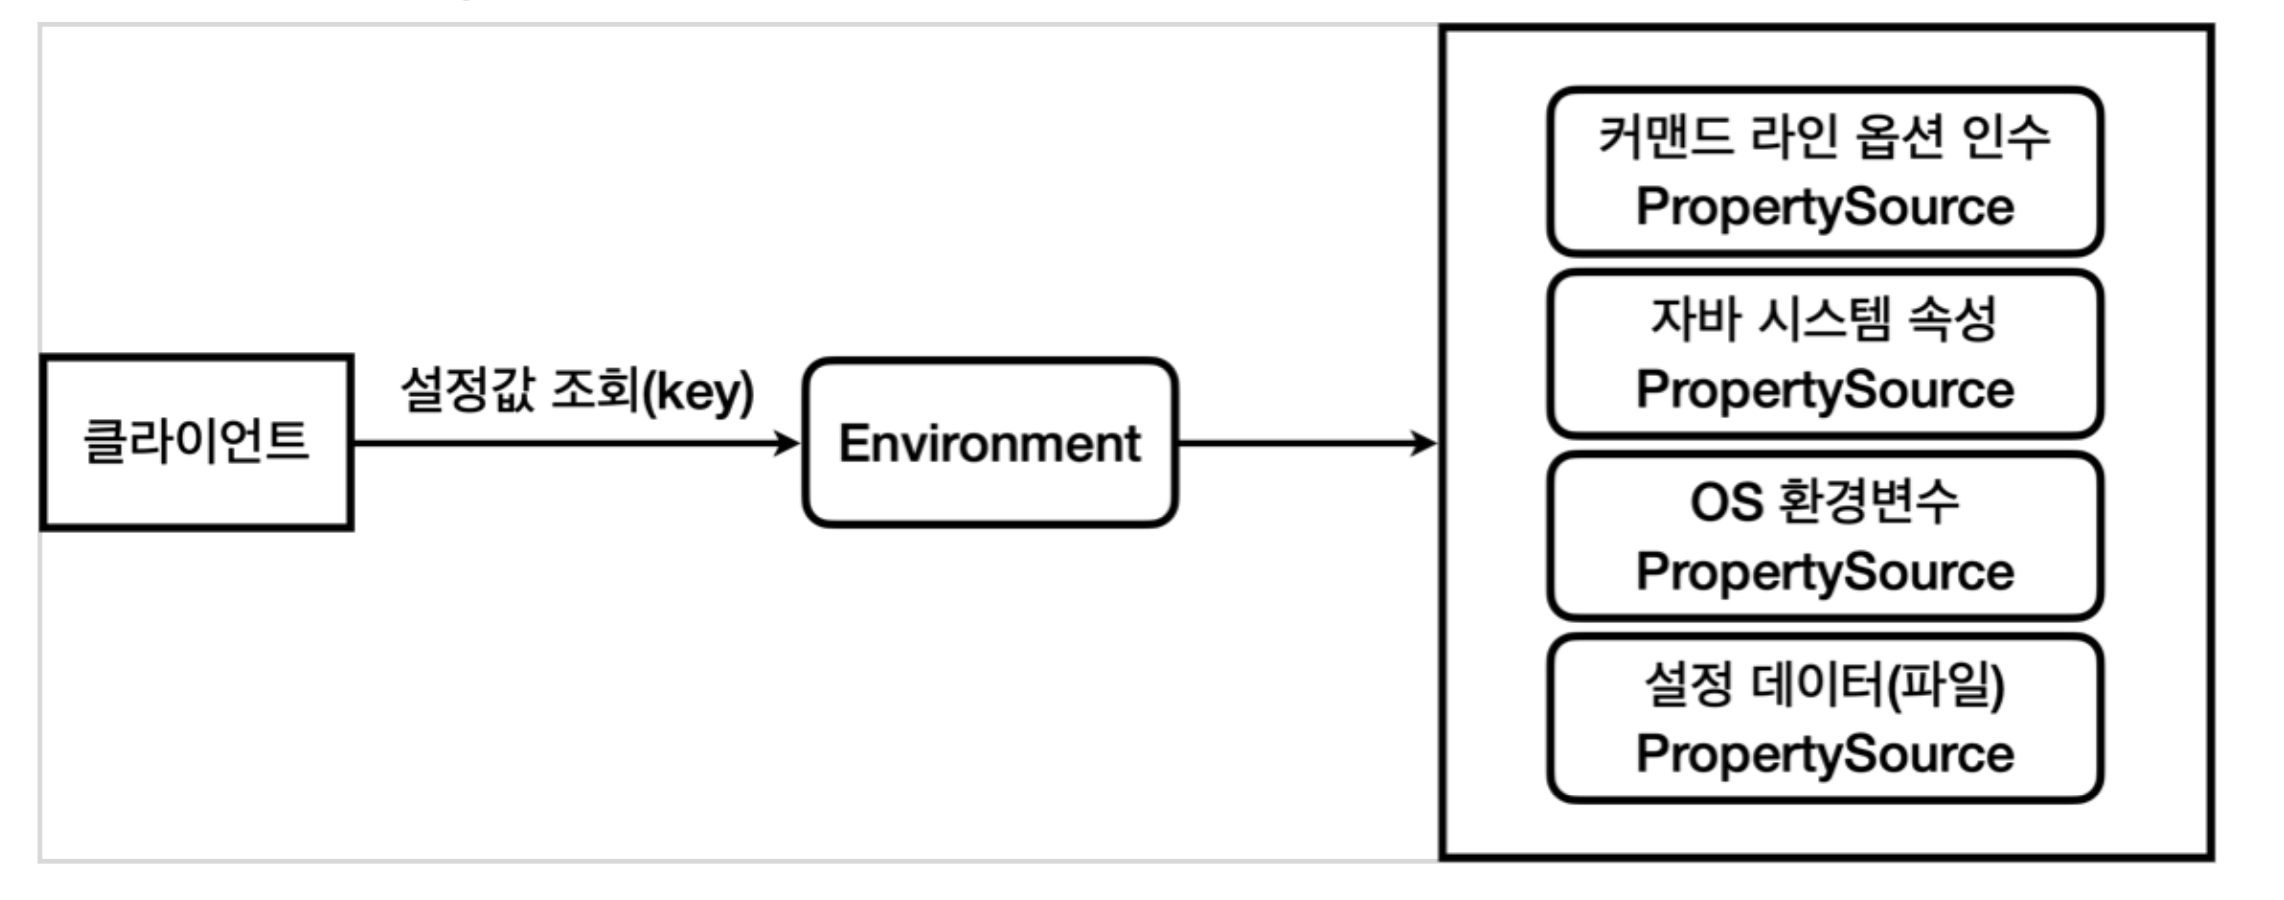 클라이언트
설정값 조회(key)
Environment
커맨드 라인 옵션 인수
PropertySource
자바 시스템 속성
PropertySource
OS 환경변수
PropertySource
설정 데이터(파일)
PropertySource